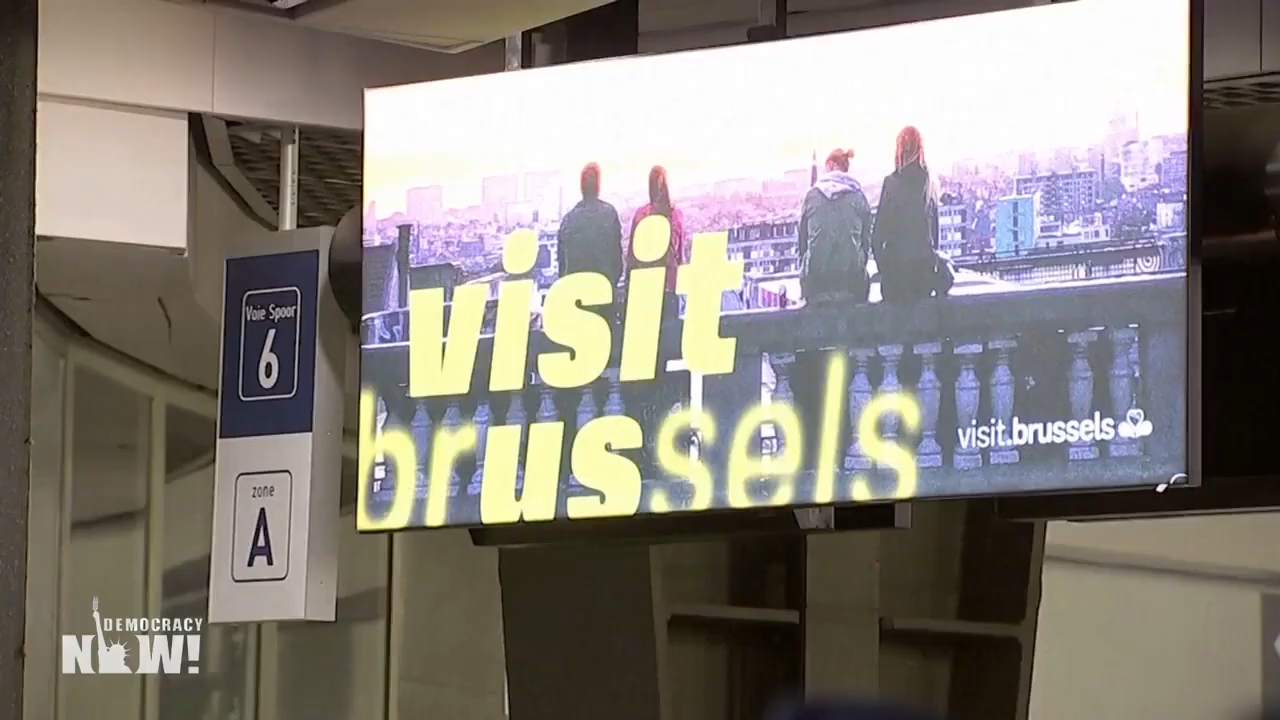 Voie Spoor
6
zone
A
visit
brussels
visit.brussels
DEMOCRACY
NOW!